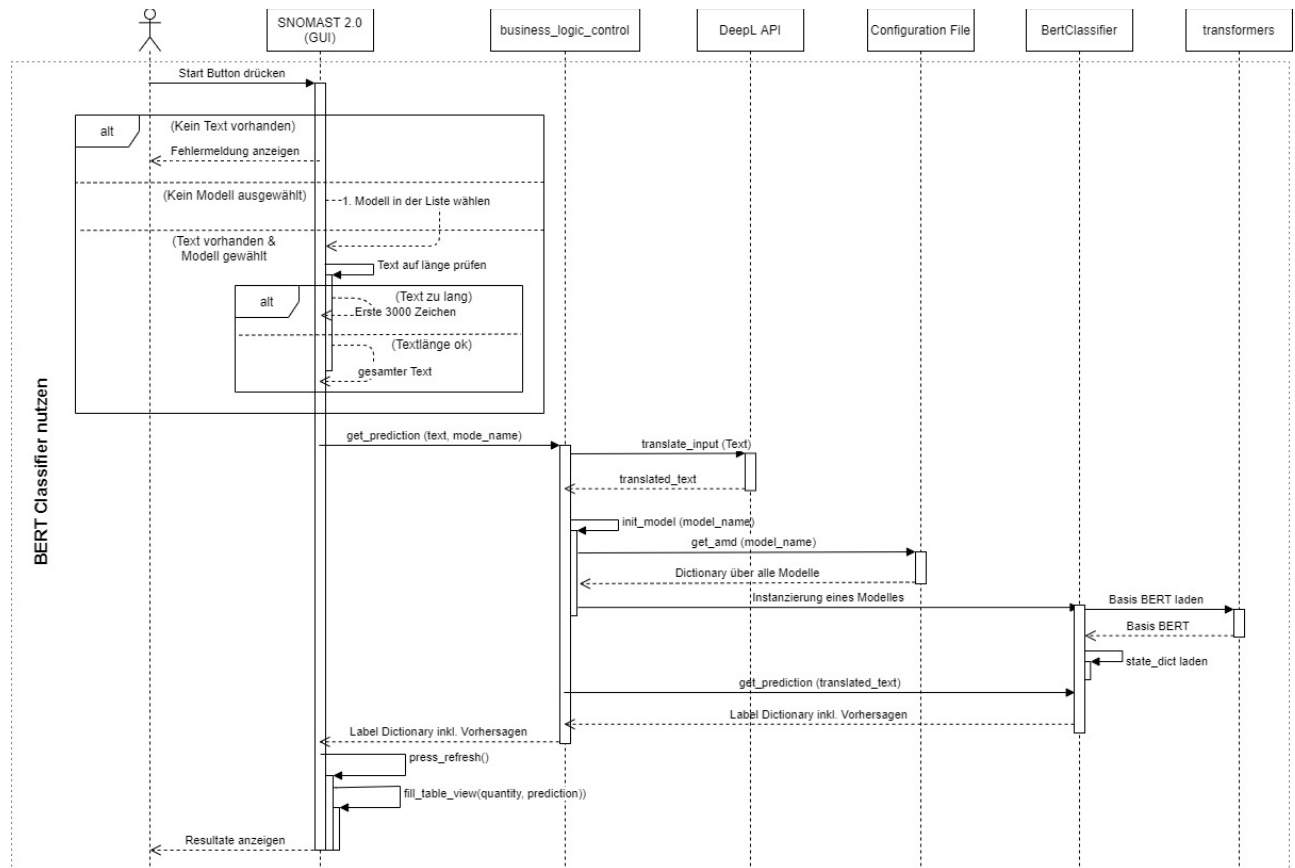 SNOMAST 2.0
(GUI)
business_logic_control
DeepL API
Configuration File
BertClassifier
transformers
Start Button drücken
alt
(Kein Text vorhanden)
Fehlermeldung anzeigen
(Kein Modell ausgewählt)
1. Modell in der Liste wählen
(Text vorhanden &
Modell gewählt
Text auf länge prüfen
alt
(Text zu lang)
Erste 3000 Zeichen
(Textlänge ok)
gesamter Text
BERT Classifier nutzen
get_prediction (text, mode_name)
translate_input (Text)
translated_text
init_model (model_name)
get_amd (model_name)
Dictionary über alle Modelle
Instanzierung eines Modelles
Basis BERT laden
Basis BERT
state_dict laden
get_prediction (translated_text)
Label Dictionary inkl. Vorhersagen
Label Dictionary inkl. Vorhersagen
press_refresh()
fill_table_view(quantity, prediction))
Resultate anzeigen